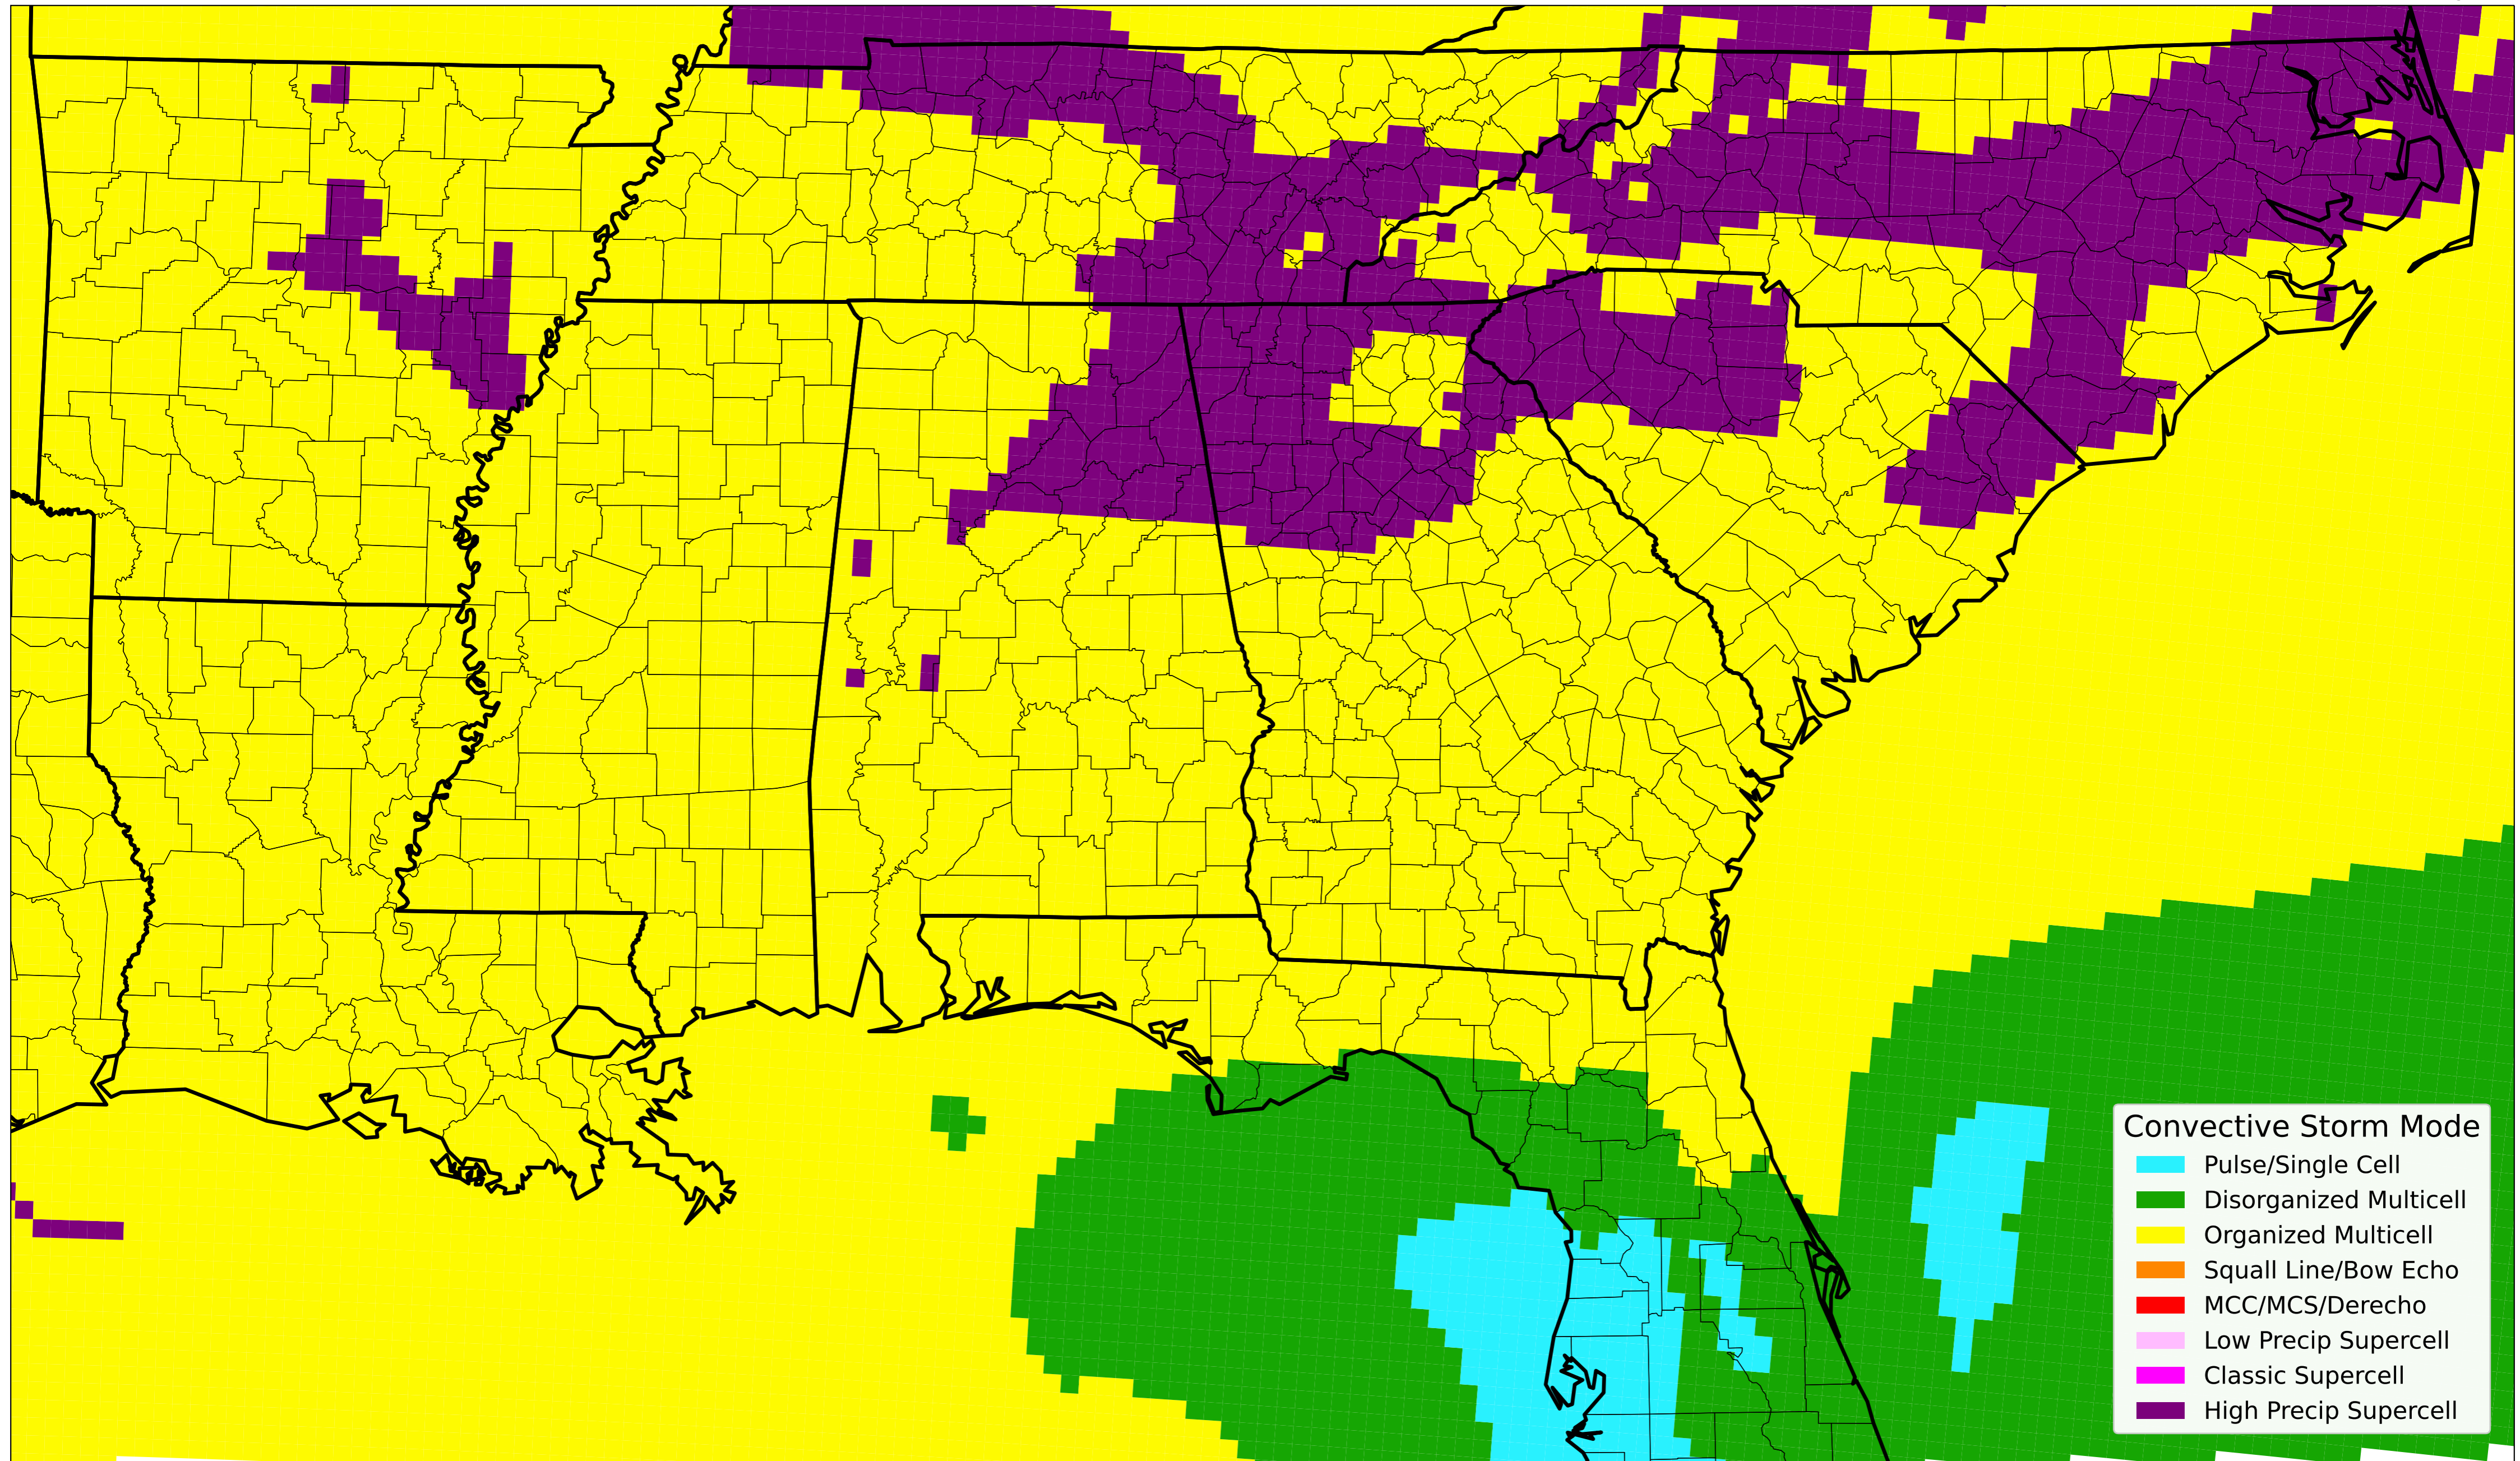 Convective Storm Mode
Pulse/Single Cell
Disorganized Multicell
Organized Multicell
Squall Line/Bow Echo
MCC/MCS/Derecho
Low Precip Supercell
Classic Supercell
High Precip Supercell